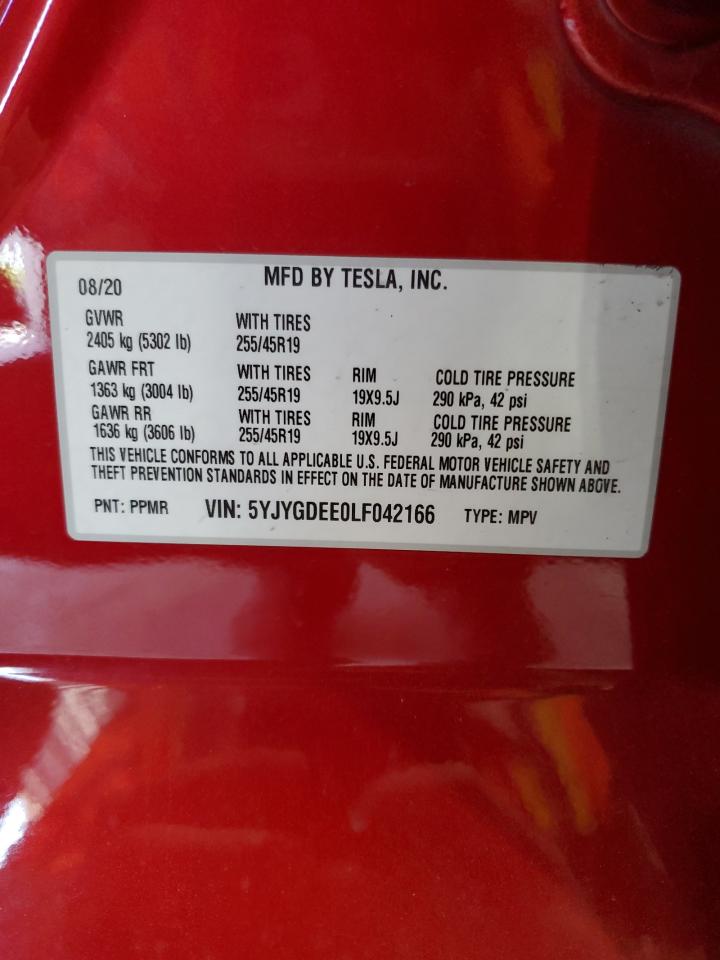 08/20 MFD BY TESLA, INC.
GVWR WITH TIRES
2405 kg (5302 lb) 255/45R19
GAWR FRT WITH TIRES RIM COLD TIRE PRESSURE
1363 kg (3004 lb) 255/45R19 19X9.5J 290 kPa, 42 psi
GAWR RR WITH TIRES RIM COLD TIRE PRESSURE
1636 kg (3606 lb) 255/45R19 19X9.5J 290 kPa, 42 psi
THIS VEHICLE CONFORMS TO ALL APPLICABLE U.S. FEDERAL MOTOR VEHICLE SAFETY AND
THEFT PREVENTION STANDARDS IN EFFECT ON THE DATE OF MANUFACTURE SHOWN ABOVE.
PNT: PPMR VIN: 5YJYGDEE0LF042166 TYPE: MPV